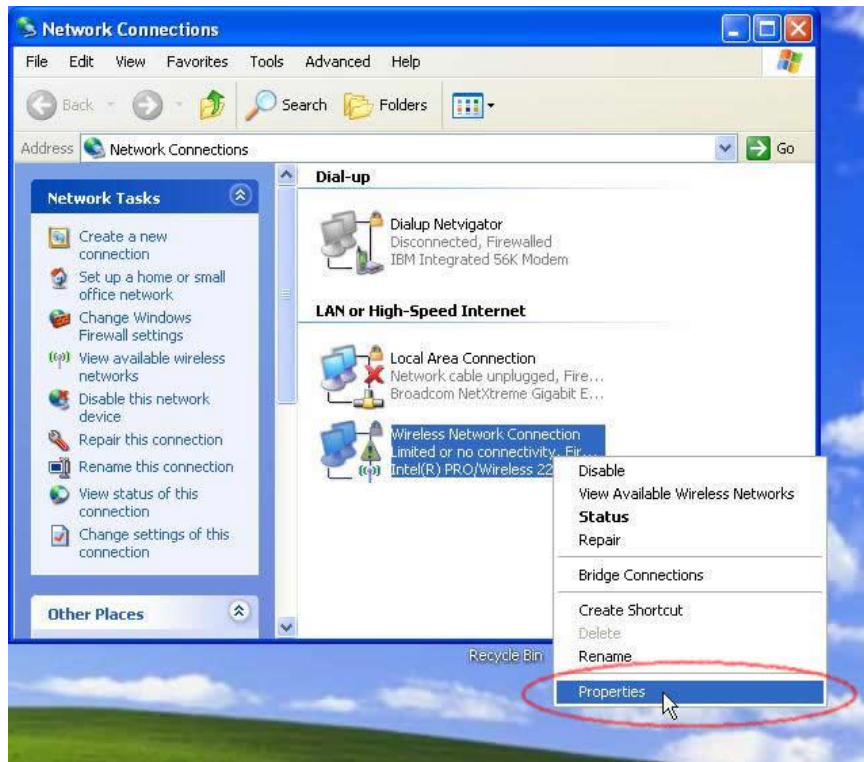 Network Connections
File Edit View Favorites Tools Advanced Help
Back Search Folders
Address Network Connections Go
Network Tasks
Create a new
connection
Set up a home or small
office network
Change Windows
Firewall settings
View available wireless
networks
Disable this network
device
Repair this connection
Rename this connection
View status of this
connection
Change settings of this
connection
Other Places
Dial-up
Dialup Netvigator
Disconnected, Firewalled
IBM Integrated 56K Modem
LAN or High-Speed Internet
Local Area Connection
Network cable unplugged, Fire...
Broadcom NetXtreme Gigabit E...
Wireless Network Connection
Limited or no connectivity, Fir...
Intel(R) PRO/Wireless 22
Disable
View Available Wireless Networks
Status
Repair
Bridge Connections
Create Shortcut
Delete
Rename
Properties
Recycle Bin